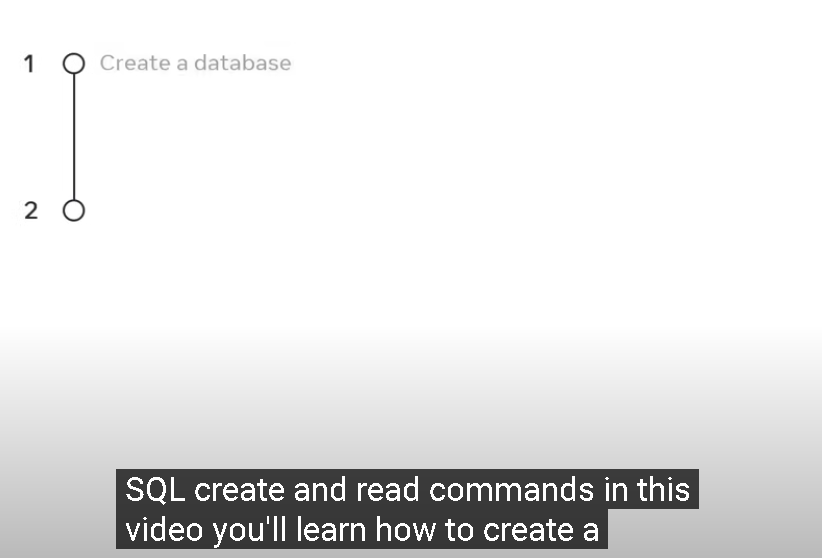 1 Create a database
2
SQL create and read commands in this
video you'll learn how to create a